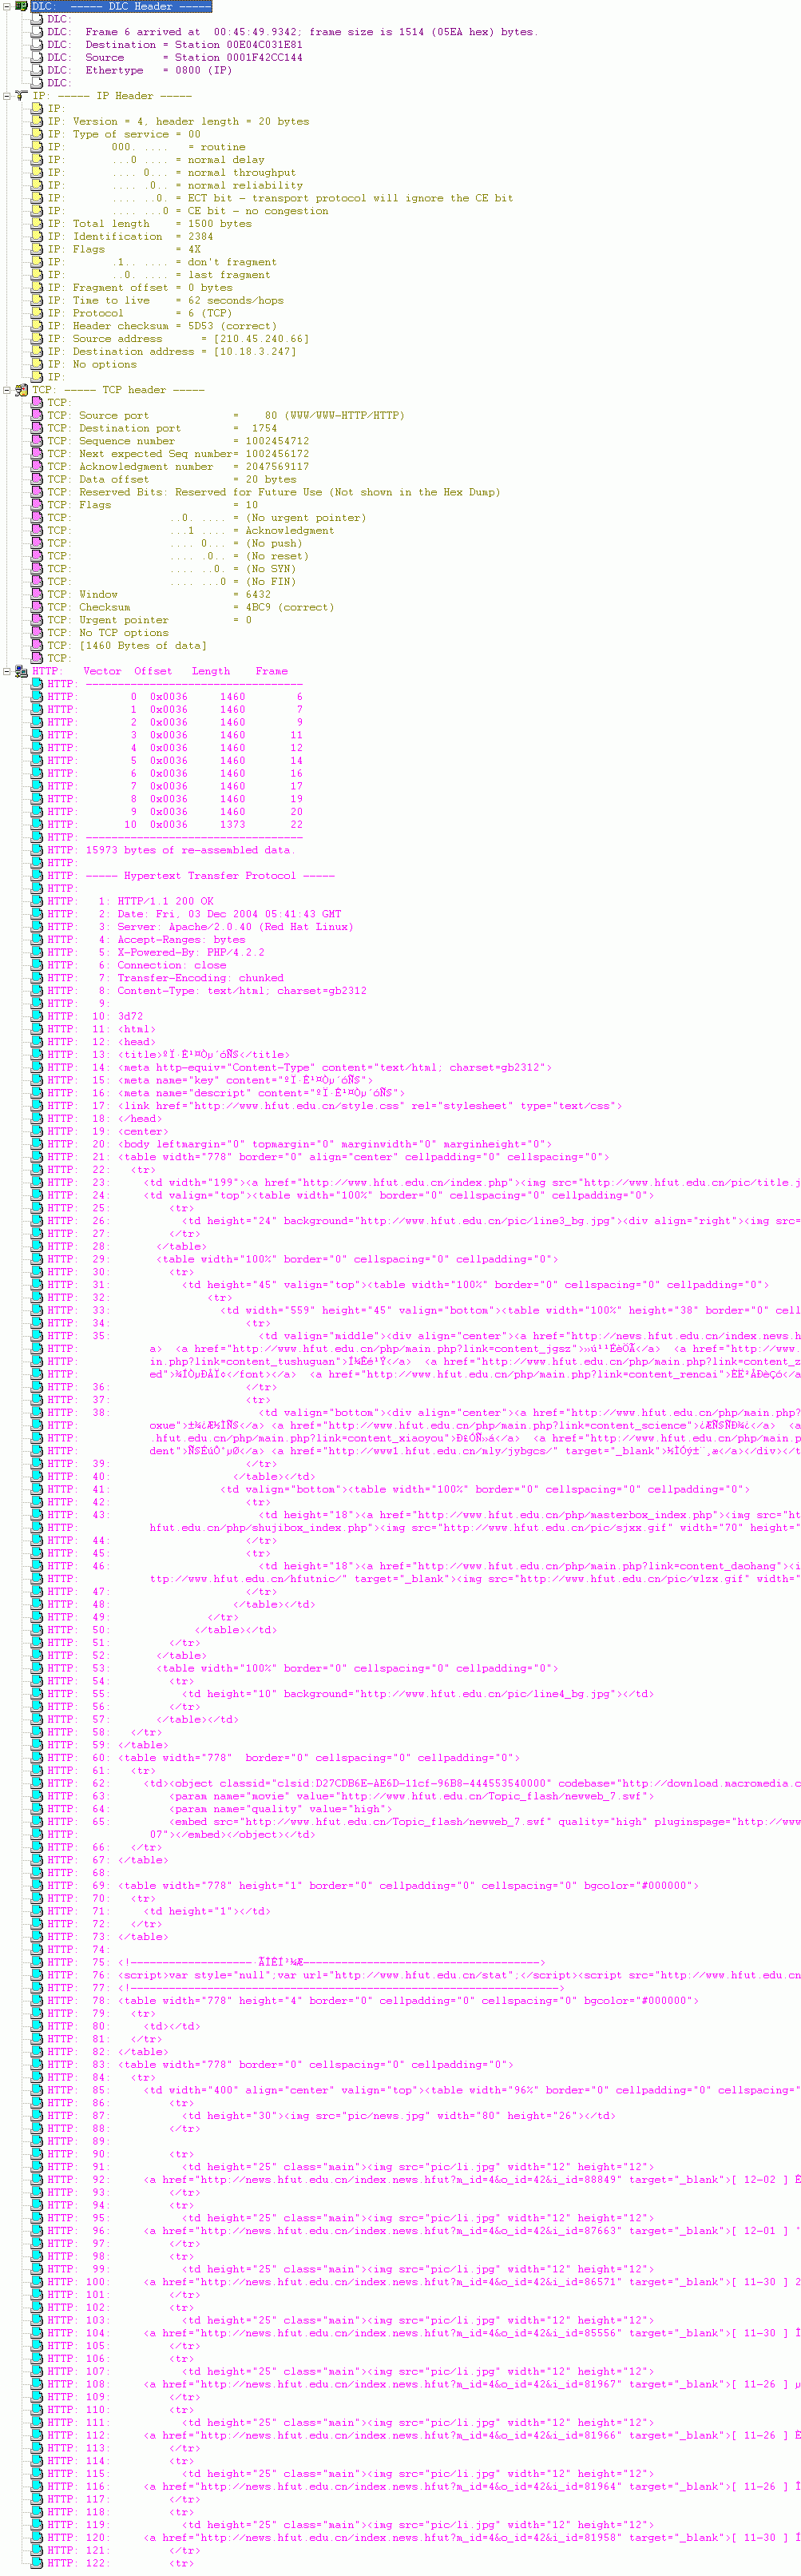 DLC: ----- DLC Header -----
DLC:
DLC: Frame 6 arrived at 00:45:49.9342; frame size is 1514 (05EA hex) bytes.
DLC: Destination = Station 00E04C031E81
DLC: Source = Station 0001F42CC144
DLC: Ethertype = 0800 (IP)
DLC:
IP: ----- IP Header -----
IP:
IP: Version = 4, header length = 20 bytes
IP: Type of service = 00
IP: 000. .... = routine
IP: ...0 .... = normal delay
IP: .... 0... = normal throughput
IP: .... .0.. = normal reliability
IP: .... ..0. = ECT bit - transport protocol will ignore the CE bit
IP: .... ...0 = CE bit - no congestion
IP: Total length = 1500 bytes
IP: Identification = 2384
IP: Flags = 4X
IP: .1.. .... = don't fragment
IP: ..0. .... = last fragment
IP: Fragment offset = 0 bytes
IP: Time to live = 62 seconds/hops
IP: Protocol = 6 (TCP)
IP: Header checksum = 5D53 (correct)
IP: Source address = [210.45.240.66]
IP: Destination address = [10.18.3.247]
IP: No options
IP:
TCP: ----- TCP header -----
TCP:
TCP: Source port = 80 (WWW/WWW-HTTP/HTTP)
TCP: Destination port = 1754
TCP: Sequence number = 1002454712
TCP: Next expected Seq number= 1002456172
TCP: Acknowledgment number = 2047569117
TCP: Data offset = 20 bytes
TCP: Reserved Bits: Reserved for Future Use (Not shown in the Hex Dump)
TCP: Flags = 10
TCP: ..0. .... = (No urgent pointer)
TCP: ...1 .... = Acknowledgment
TCP: .... 0... = (No push)
TCP: .... .0.. = (No reset)
TCP: .... ..0. = (No SYN)
TCP: .... ...0 = (No FIN)
TCP: Window = 6432
TCP: Checksum = 4BC9 (correct)
TCP: Urgent pointer = 0
TCP: No TCP options
TCP: [1460 Bytes of data]
TCP:
HTTP: Vector Offset Length Frame
HTTP: ----------------------------------
HTTP: 0 0x0036 1460 6
HTTP: 1 0x0036 1460 7
HTTP: 2 0x0036 1460 9
HTTP: 3 0x0036 1460 11
HTTP: 4 0x0036 1460 12
HTTP: 5 0x0036 1460 14
HTTP: 6 0x0036 1460 16
HTTP: 7 0x0036 1460 17
HTTP: 8 0x0036 1460 19
HTTP: 9 0x0036 1460 20
HTTP: 10 0x0036 1373 22
HTTP: ----------------------------------
HTTP: 15973 bytes of re-assembled data.
HTTP:
HTTP: ----- Hypertext Transfer Protocol -----
HTTP:
HTTP: 1: HTTP/1.1 200 OK
HTTP: 2: Date: Fri, 03 Dec 2004 05:41:43 GMT
HTTP: 3: Server: Apache/2.0.40 (Red Hat Linux)
HTTP: 4: Accept-Ranges: bytes
HTTP: 5: X-Powered-By: PHP/4.2.2
HTTP: 6: Connection: close
HTTP: 7: Transfer-Encoding: chunked
HTTP: 8: Content-Type: text/html; charset=gb2312
HTTP: 9:
HTTP: 10: 3d72
HTTP: 11: <html>
HTTP: 12: <head>
HTTP: 13: <title></title>
HTTP: 14: <meta http-equiv="Content-Type" content="text/html; charset=gb2312">
HTTP: 15: <meta name="key" content="">
HTTP: 16: <meta name="descript" content="">
HTTP: 17: <link href="http://www.hfut.edu.cn/style.css" rel="stylesheet" type="text/css">
HTTP: 18: </head>
HTTP: 19: <center>
HTTP: 20: <body leftmargin="0" topmargin="0" marginwidth="0" marginheight="0">
HTTP: 21: <table width="778" border="0" align="center" cellpadding="0" cellspacing="0">
HTTP: 22: <tr>
HTTP: 23: <td width="199"><a href="http://www.hfut.edu.cn/index.php"><img src="http://www.hfut.edu.cn/pic/title.j
HTTP: 24: <td valign="top"><table width="100%" border="0" cellspacing="0" cellpadding="0">
HTTP: 25: <tr>
HTTP: 26: <td height="24" background="http://www.hfut.edu.cn/pic/line3_bg.jpg"><div align="right"><img src=
HTTP: 27: </tr>
HTTP: 28: </table>
HTTP: 29: <table width="100%" border="0" cellspacing="0" cellpadding="0">
HTTP: 30: <tr>
HTTP: 31: <td height="45" valign="top"><table width="100%" border="0" cellspacing="0" cellpadding="0">
HTTP: 32: <tr>
HTTP: 33: <td width="559" height="45" valign="bottom"><table width="100%" height="38" border="0" cell
HTTP: 34: <tr>
HTTP: 35: <td valign="middle"><div align="center"><a href="http://news.hfut.edu.cn/index.news.h
HTTP: a> <a href="http://www.hfut.edu.cn/php/main.php?link=content_jgsz"></a> <a href="http://www.
HTTP: in.php?link=content_tushuguan"></a> <a href="http://www.hfut.edu.cn/php/main.php?link=content_z
HTTP: ed"></font></a> <a href="http://www.hfut.edu.cn/php/main.php?link=content_rencai"></a
HTTP: 36: </tr>
HTTP: 37: <tr>
HTTP: 38: <td valign="bottom"><div align="center"><a href="http://www.hfut.edu.cn/php/main.php?
HTTP: oxue"></a> <a href="http://www.hfut.edu.cn/php/main.php?link=content_science"></a> <a
HTTP: .hfut.edu.cn/php/main.php?link=content_xiaoyou"></a> <a href="http://www.hfut.edu.cn/php/main.php?link=content_stu
HTTP: dent"></a> <a href="http://www1.hfut.edu.cn/mly/jybgcs/" target="_blank"></a></div></t
HTTP: 39: </tr>
HTTP: 40: </table></td>
HTTP: 41: <td valign="bottom"><table width="100%" border="0" cellspacing="0" cellpadding="0">
HTTP: 42: <tr>
HTTP: 43: <td height="18"><a href="http://www.hfut.edu.cn/php/masterbox_index.php"><img src="ht
HTTP: hfut.edu.cn/php/shujibox_index.php"><img src="http://www.hfut.edu.cn/pic/sjxx.gif" width="70" height="
HTTP: 44: </tr>
HTTP: 45: <tr>
HTTP: 46: <td height="18"><a href="http://www.hfut.edu.cn/php/main.php?link=content_daohang"><i
HTTP: ttp://www.hfut.edu.cn/hfutnic/" target="_blank"><img src="http://www.hfut.edu.cn/pic/wlzx.gif" width="
HTTP: 47: </tr>
HTTP: 48: </table></td>
HTTP: 49: </tr>
HTTP: 50: </table></td>
HTTP: 51: </tr>
HTTP: 52: </table>
HTTP: 53: <table width="100%" border="0" cellspacing="0" cellpadding="0">
HTTP: 54: <tr>
HTTP: 55: <td height="10" background="http://www.hfut.edu.cn/pic/line4_bg.jpg"></td>
HTTP: 56: </tr>
HTTP: 57: </table></td>
HTTP: 58: </tr>
HTTP: 59: </table>
HTTP: 60: <table width="778" border="0" cellspacing="0" cellpadding="0">
HTTP: 61: <tr>
HTTP: 62: <td><object classid="clsid:D27CDB6E-AE6D-11cf-96B8-444553540000" codebase="http://download.macromedia.c
HTTP: 63: <param name="movie" value="http://www.hfut.edu.cn/Topic_flash/newweb_7.swf">
HTTP: 64: <param name="quality" value="high">
HTTP: 65: <embed src="http://www.hfut.edu.cn/Topic_flash/newweb_7.swf" quality="high" pluginspage="http://www
HTTP: 07"></embed></object></td>
HTTP: 66: </tr>
HTTP: 67: </table>
HTTP: 68:
HTTP: 69: <table width="778" height="1" border="0" cellpadding="0" cellspacing="0" bgcolor="#000000">
HTTP: 70: <tr>
HTTP: 71: <td height="1"></td>
HTTP: 72: </tr>
HTTP: 73: </table>
HTTP: 74:
HTTP: 75: <!-------------------------------------------------------->
HTTP: 76: <script>var style="null";var url="http://www.hfut.edu.cn/stat";</script><script src="http://www.hfut.edu.cn
HTTP: 77: <!-------------------------------------------------------------------->
HTTP: 78: <table width="778" height="4" border="0" cellpadding="0" cellspacing="0" bgcolor="#000000">
HTTP: 79: <tr>
HTTP: 80: <td></td>
HTTP: 81: </tr>
HTTP: 82: </table>
HTTP: 83: <table width="778" border="0" cellspacing="0" cellpadding="0">
HTTP: 84: <tr>
HTTP: 85: <td width="400" align="center" valign="top"><table width="96%" border="0" cellpadding="0" cellspacing="
HTTP: 86: <tr>
HTTP: 87: <td height="30"><img src="pic/news.jpg" width="80" height="26"></td>
HTTP: 88: </tr>
HTTP: 89:
HTTP: 90: <tr>
HTTP: 91: <td height="25" class="main"><img src="pic/li.jpg" width="12" height="12">
HTTP: 92: <a href="http://news.hfut.edu.cn/index.news.hfut?m_id=4&o_id=42&i_id=88849" target="_blank">[ 12-02 ]
HTTP: 93: </tr>
HTTP: 94: <tr>
HTTP: 95: <td height="25" class="main"><img src="pic/li.jpg" width="12" height="12">
HTTP: 96: <a href="http://news.hfut.edu.cn/index.news.hfut?m_id=4&o_id=42&i_id=87663" target="_blank">[ 12-01 ]
HTTP: 97: </tr>
HTTP: 98: <tr>
HTTP: 99: <td height="25" class="main"><img src="pic/li.jpg" width="12" height="12">
HTTP: 100: <a href="http://news.hfut.edu.cn/index.news.hfut?m_id=4&o_id=42&i_id=86571" target="_blank">[ 11-30 ] 2
HTTP: 101: </tr>
HTTP: 102: <tr>
HTTP: 103: <td height="25" class="main"><img src="pic/li.jpg" width="12" height="12">
HTTP: 104: <a href="http://news.hfut.edu.cn/index.news.hfut?m_id=4&o_id=42&i_id=85556" target="_blank">[ 11-30 ]
HTTP: 105: </tr>
HTTP: 106: <tr>
HTTP: 107: <td height="25" class="main"><img src="pic/li.jpg" width="12" height="12">
HTTP: 108: <a href="http://news.hfut.edu.cn/index.news.hfut?m_id=4&o_id=42&i_id=81967" target="_blank">[ 11-26 ] µ
HTTP: 109: </tr>
HTTP: 110: <tr>
HTTP: 111: <td height="25" class="main"><img src="pic/li.jpg" width="12" height="12">
HTTP: 112: <a href="http://news.hfut.edu.cn/index.news.hfut?m_id=4&o_id=42&i_id=81966" target="_blank">[ 11-26 ]
HTTP: 113: </tr>
HTTP: 114: <tr>
HTTP: 115: <td height="25" class="main"><img src="pic/li.jpg" width="12" height="12">
HTTP: 116: <a href="http://news.hfut.edu.cn/index.news.hfut?m_id=4&o_id=42&i_id=81964" target="_blank">[ 11-26 ]
HTTP: 117: </tr>
HTTP: 118: <tr>
HTTP: 119: <td height="25" class="main"><img src="pic/li.jpg" width="12" height="12">
HTTP: 120: <a href="http://news.hfut.edu.cn/index.news.hfut?m_id=4&o_id=42&i_id=81958" target="_blank">[ 11-30 ]
HTTP: 121: </tr>
HTTP: 122: <tr>